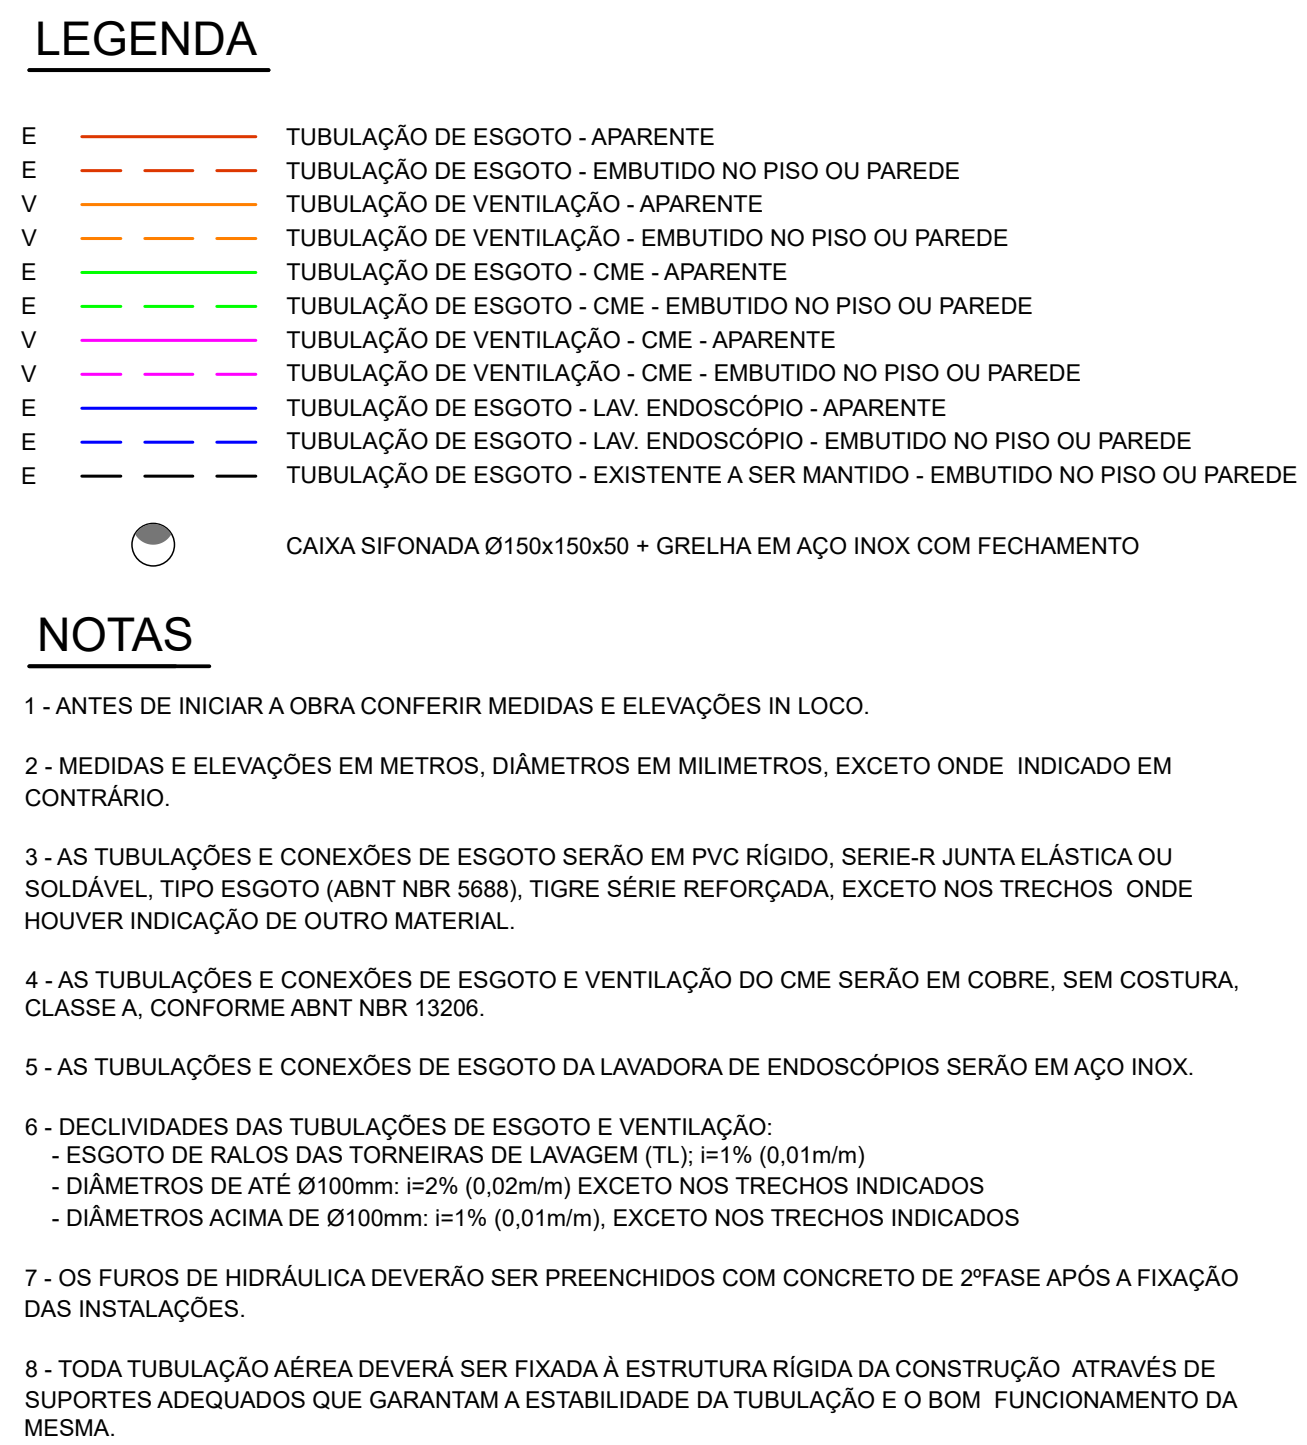 LEGENDA
E TUBULAÇÃO DE ESGOTO - APARENTE
E TUBULAÇÃO DE ESGOTO - EMBUTIDO NO PISO OU PAREDE
V TUBULAÇÃO DE VENTILAÇÃO - APARENTE
V TUBULAÇÃO DE VENTILAÇÃO - EMBUTIDO NO PISO OU PAREDE
E TUBULAÇÃO DE ESGOTO - CME - APARENTE
E TUBULAÇÃO DE ESGOTO - CME - EMBUTIDO NO PISO OU PAREDE
V TUBULAÇÃO DE VENTILAÇÃO - CME - APARENTE
V TUBULAÇÃO DE VENTILAÇÃO - CME - EMBUTIDO NO PISO OU PAREDE
E TUBULAÇÃO DE ESGOTO - LAV. ENDOSCÓPIO - APARENTE
E TUBULAÇÃO DE ESGOTO - LAV. ENDOSCÓPIO - EMBUTIDO NO PISO OU PAREDE
E TUBULAÇÃO DE ESGOTO - EXISTENTE A SER MANTIDO - EMBUTIDO NO PISO OU PAREDE
CAIXA SIFONADA Ø150x150x50 + GRELHA EM AÇO INOX COM FECHAMENTO
NOTAS
1 - ANTES DE INICIAR A OBRA CONFERIR MEDIDAS E ELEVAÇÕES IN LOCO.
2 - MEDIDAS E ELEVAÇÕES EM METROS, DIÂMETROS EM MILIMETROS, EXCETO ONDE INDICADO EM
CONTRÁRIO.
3 - AS TUBULAÇÕES E CONEXÕES DE ESGOTO SERÃO EM PVC RÍGIDO, SERIE-R JUNTA ELÁSTICA OU
SOLDÁVEL, TIPO ESGOTO (ABNT NBR 5688), TIGRE SÉRIE REFORÇADA, EXCETO NOS TRECHOS ONDE
HOUVER INDICAÇÃO DE OUTRO MATERIAL.
4 - AS TUBULAÇÕES E CONEXÕES DE ESGOTO E VENTILAÇÃO DO CME SERÃO EM COBRE, SEM COSTURA,
CLASSE A, CONFORME ABNT NBR 13206.
5 - AS TUBULAÇÕES E CONEXÕES DE ESGOTO DA LAVADORA DE ENDOSCÓPIOS SERÃO EM AÇO INOX.
6 - DECLIVIDADES DAS TUBULAÇÕES DE ESGOTO E VENTILAÇÃO:
- ESGOTO DE RALOS DAS TORNEIRAS DE LAVAGEM (TL); i=1% (0,01m/m)
- DIÂMETROS DE ATÉ Ø100mm: i=2% (0,02m/m) EXCETO NOS TRECHOS INDICADOS
- DIÂMETROS ACIMA DE Ø100mm: i=1% (0,01m/m), EXCETO NOS TRECHOS INDICADOS
7 - OS FUROS DE HIDRÁULICA DEVERÃO SER PREENCHIDOS COM CONCRETO DE 2ºFASE APÓS A FIXAÇÃO
DAS INSTALAÇÕES.
8 - TODA TUBULAÇÃO AÉREA DEVERÁ SER FIXADA À ESTRUTURA RÍGIDA DA CONSTRUÇÃO ATRAVÉS DE
SUPORTES ADEQUADOS QUE GARANTAM A ESTABILIDADE DA TUBULAÇÃO E O BOM FUNCIONAMENTO DA
MESMA.